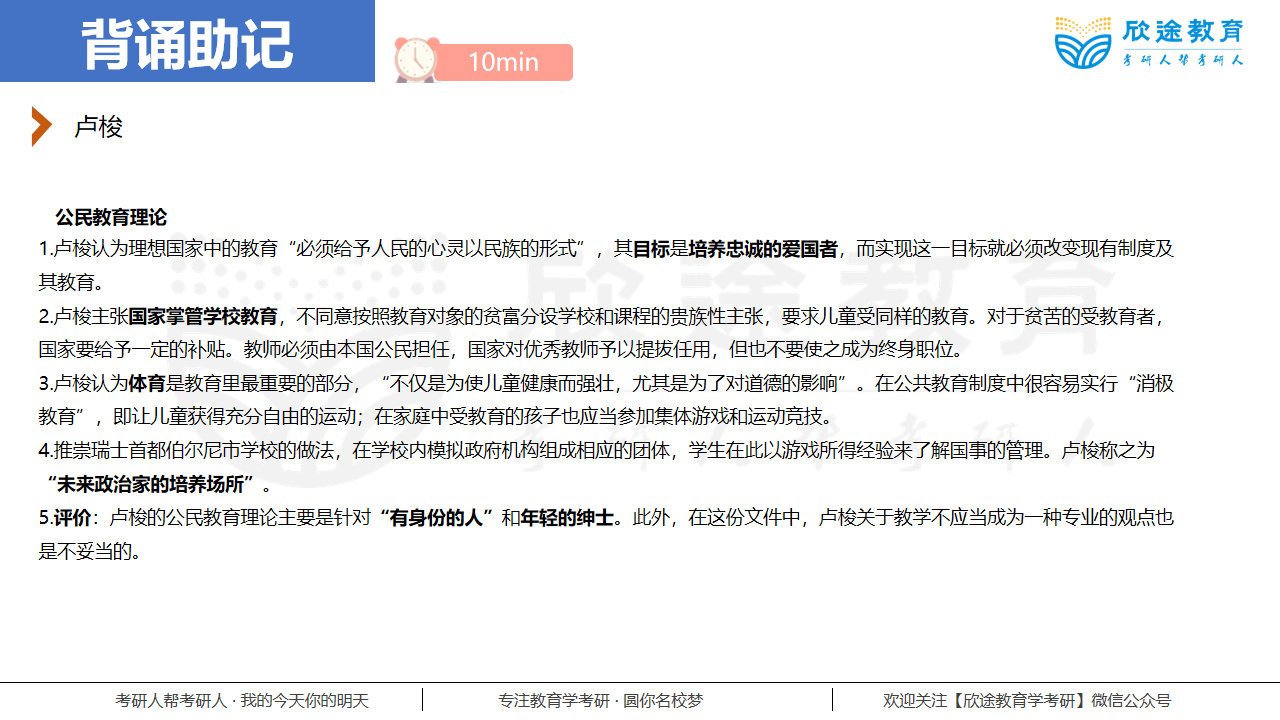 背诵助记
10min
欣途教育
考研人帮考研人
卢梭
公民教育理论
1.卢梭认为理想国家中的教育“必须给予人民的心灵以民族的形式”，其目标是培养忠诚的爱国者，而实现这一目标就必须改变现有制度及
其教育。
2.卢梭主张国家掌管学校教育，不同意按照教育对象的贫富分设学校和课程的贵族性主张，要求儿童受同样的教育。对于贫苦的受教育者，
国家要给予一定的补贴。教师必须由本国公民担任，国家对优秀教师予以提拔任用，但也不要使之成为终身职位。
3.卢梭认为体育是教育里最重要的部分，“不仅是为使儿童健康而强壮，尤其是为了对道德的影响”。在公共教育制度中很容易实行“消极
教育”，即让儿童获得充分自由的运动；在家庭中受教育的孩子也应当参加集体游戏和运动竞技。
4.推崇瑞士首都伯尔尼市学校的做法，在学校内模拟政府机构组成相应的团体，学生在此以游戏所得经验来了解国事的管理。卢梭称之为
“未来政治家的培养场所”。
5.评价：卢梭的公民教育理论主要是针对“有身份的人”和年轻的绅士。此外，在这份文件中，卢梭关于教学不应当成为一种专业的观点也
是不妥当的。
欣途教育
考研人帮考研人
考研人帮考研人 · 我的今天你的明天
专注教育学考研 · 圆你名校梦
欢迎关注【欣途教育学考研】微信公众号